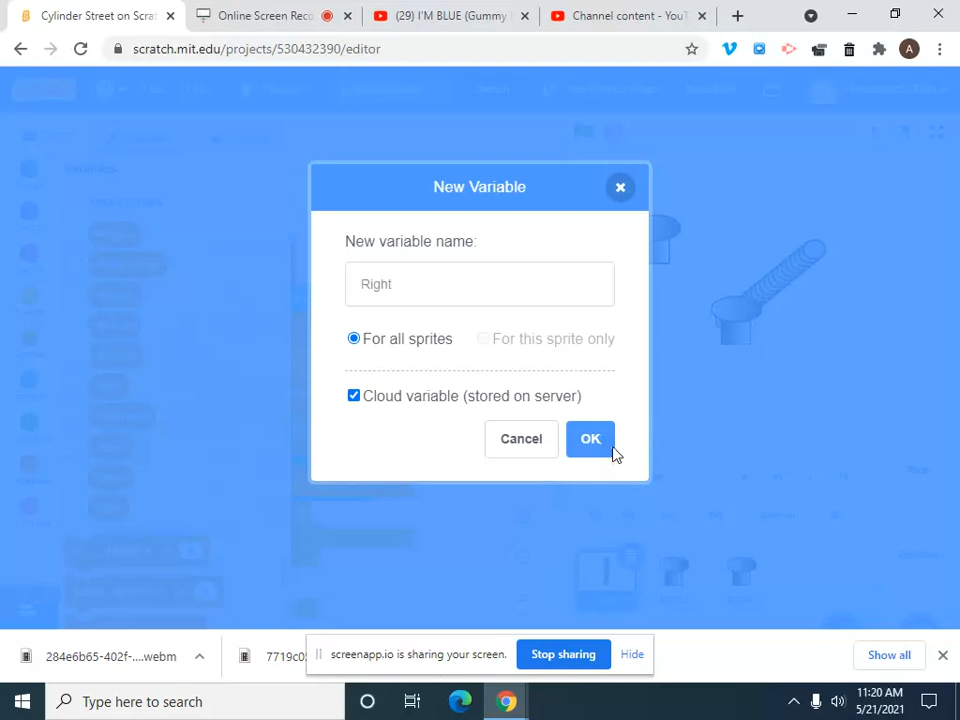 Cylinder Street on Scrat
Online Screen Reco
(29) I'M BLUE (Gummy
Channel content - YouT
scratch.mit.edu/projects/530432390/editor
A
New Variable
New variable name:
Right
For all sprites
For this sprite only
Cloud variable (stored on server)
Cancel
OK
284e6b65-402f-....webm
7719c0
screenapp.io is sharing your screen.
Stop sharing
Hide
Show all
Type here to search
11:20 AM
5/21/2021